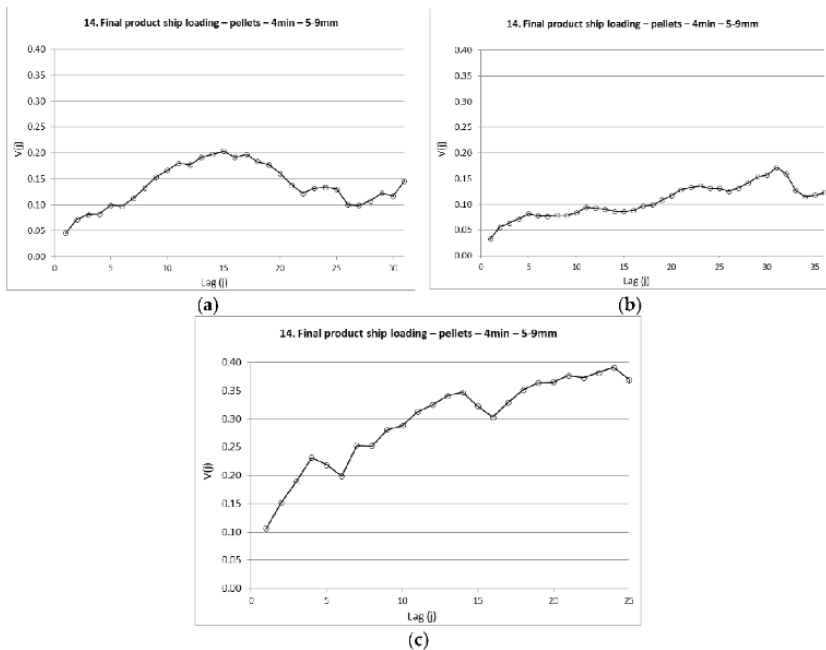 14. Final product ship loading – pellets – 4min – 5-9mm
0.40
0.35
0.30
0.25
0.20
0.15
0.10
0.05
0.00
V(j)
0 5 10 15 20 25 30
Lag (j)
(a)
14. Final product ship loading – pellets – 4min – 5-9mm
0.40
0.35
0.30
0.25
0.20
0.15
0.10
0.05
0.00
V(j)
0 5 10 15 20 25 30 35
Lag (j)
(b)
14. Final product ship loading – pellets – 4min – 5-9mm
0.40
0.35
0.30
0.25
0.20
0.15
0.10
0.05
0.00
V(j)
0 5 10 15 20 25
Lag (j)
(c)